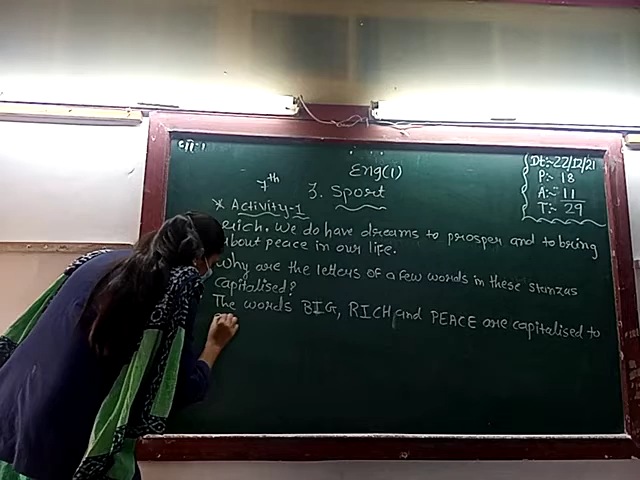 Eng(1)
Dt:- 22/12/21
P:- 18
A:- 11
T:- 29
7th
7. Sport
* Activity-1
Rich. We do have dreams to prosper and to bring
about peace in our life.
Why are the letters of a few words in these stanzas
capitalised?
The words BIG, RICH and PEACE are capitalised to